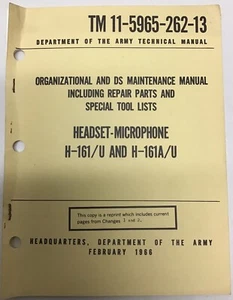 TM 11-5965-262-13
DEPARTMENT OF THE ARMY TECHNICAL MANUAL
ORGANIZATIONAL AND DS MAINTENANCE MANUAL
INCLUDING REPAIR PARTS AND
SPECIAL TOOL LISTS
HEADSET-MICROPHONE
H-161/U AND H-161A/U
This copy is a reprint which includes current
pages from Changes 1 and
HEADQUARTERS, DEPARTMENT OF THE ARMY
FEBRUARY 1966